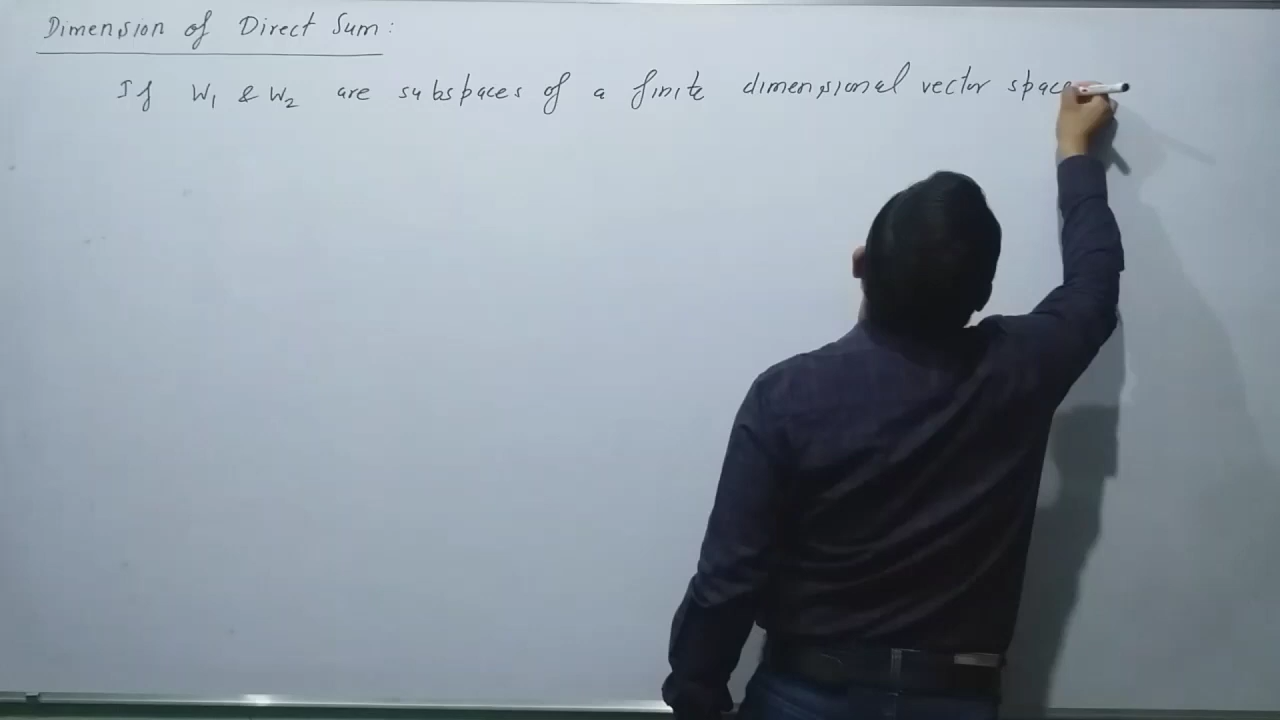 Dimension of Direct Sum:
If W₁ & W₂ are subspaces of a finite dimensional vector space